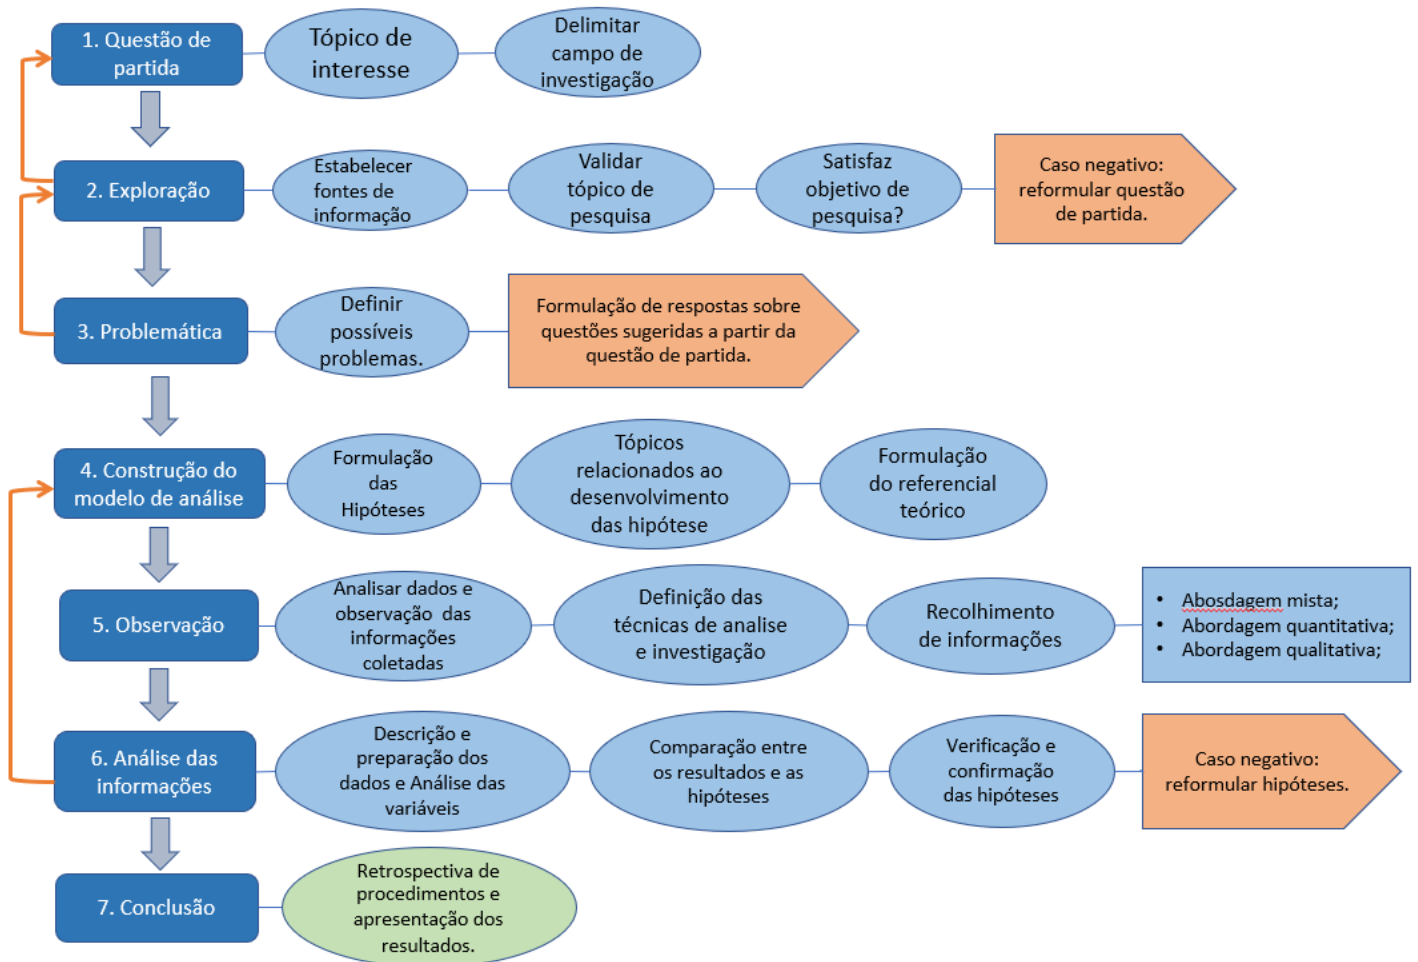 1. Questão de
partida
Tópico de
interesse
Delimitar
campo de
investigação
2. Exploração
Estabelecer
fontes de
informação
Validar
tópico de
pesquisa
Satisfaz
objetivo de
pesquisa?
Caso negativo:
reformular questão
de partida.
3. Problemática
Definir
possíveis
problemas.
Formulação de respostas sobre
questões sugeridas a partir da
questão de partida.
4. Construção do
modelo de análise
Formulação
das
Hipóteses
Tópicos
relacionados ao
desenvolvimento
das hipótese
Formulação
do referencial
teórico
5. Observação
Analisar dados e
observação das
informações
coletadas
Definição das
técnicas de analise
e investigação
Recolhimento
de informações
• Abosdagem mista;
• Abordagem quantitativa;
• Abordagem qualitativa;
6. Análise das
informações
Descrição e
preparação dos
dados e Análise das
variáveis
Comparação entre
os resultados e as
hipóteses
Verificação e
confirmação
das hipóteses
Caso negativo:
reformular hipóteses.
7. Conclusão
Retrospectiva de
procedimentos e
apresentação dos
resultados.